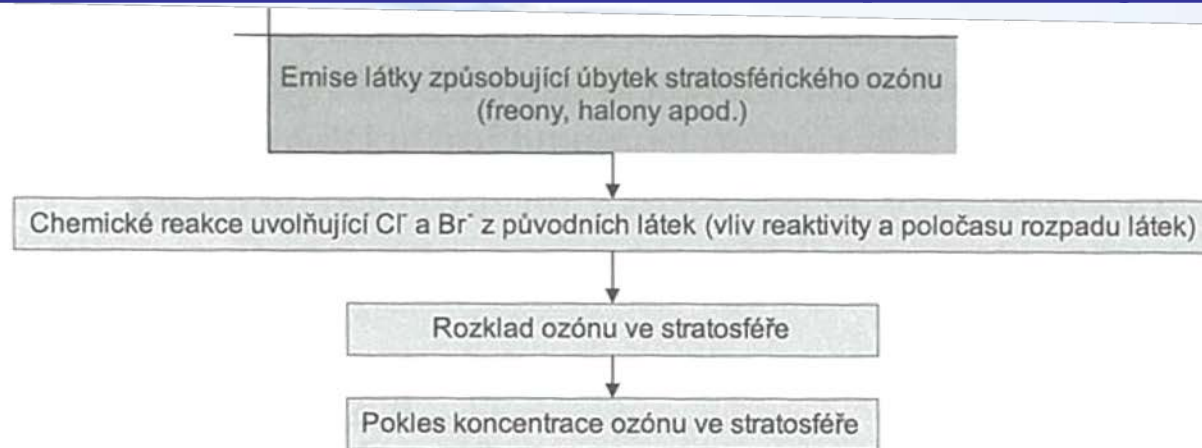 Emise látky způsobující úbytek stratosférického ozónu
(freony, halony apod.)
Chemické reakce uvolňující Cl⁻ a Br⁻ z původních látek (vliv reaktivity a poločasu rozpadu látek)
Rozklad ozónu ve stratosféře
Pokles koncentrace ozónu ve stratosféře